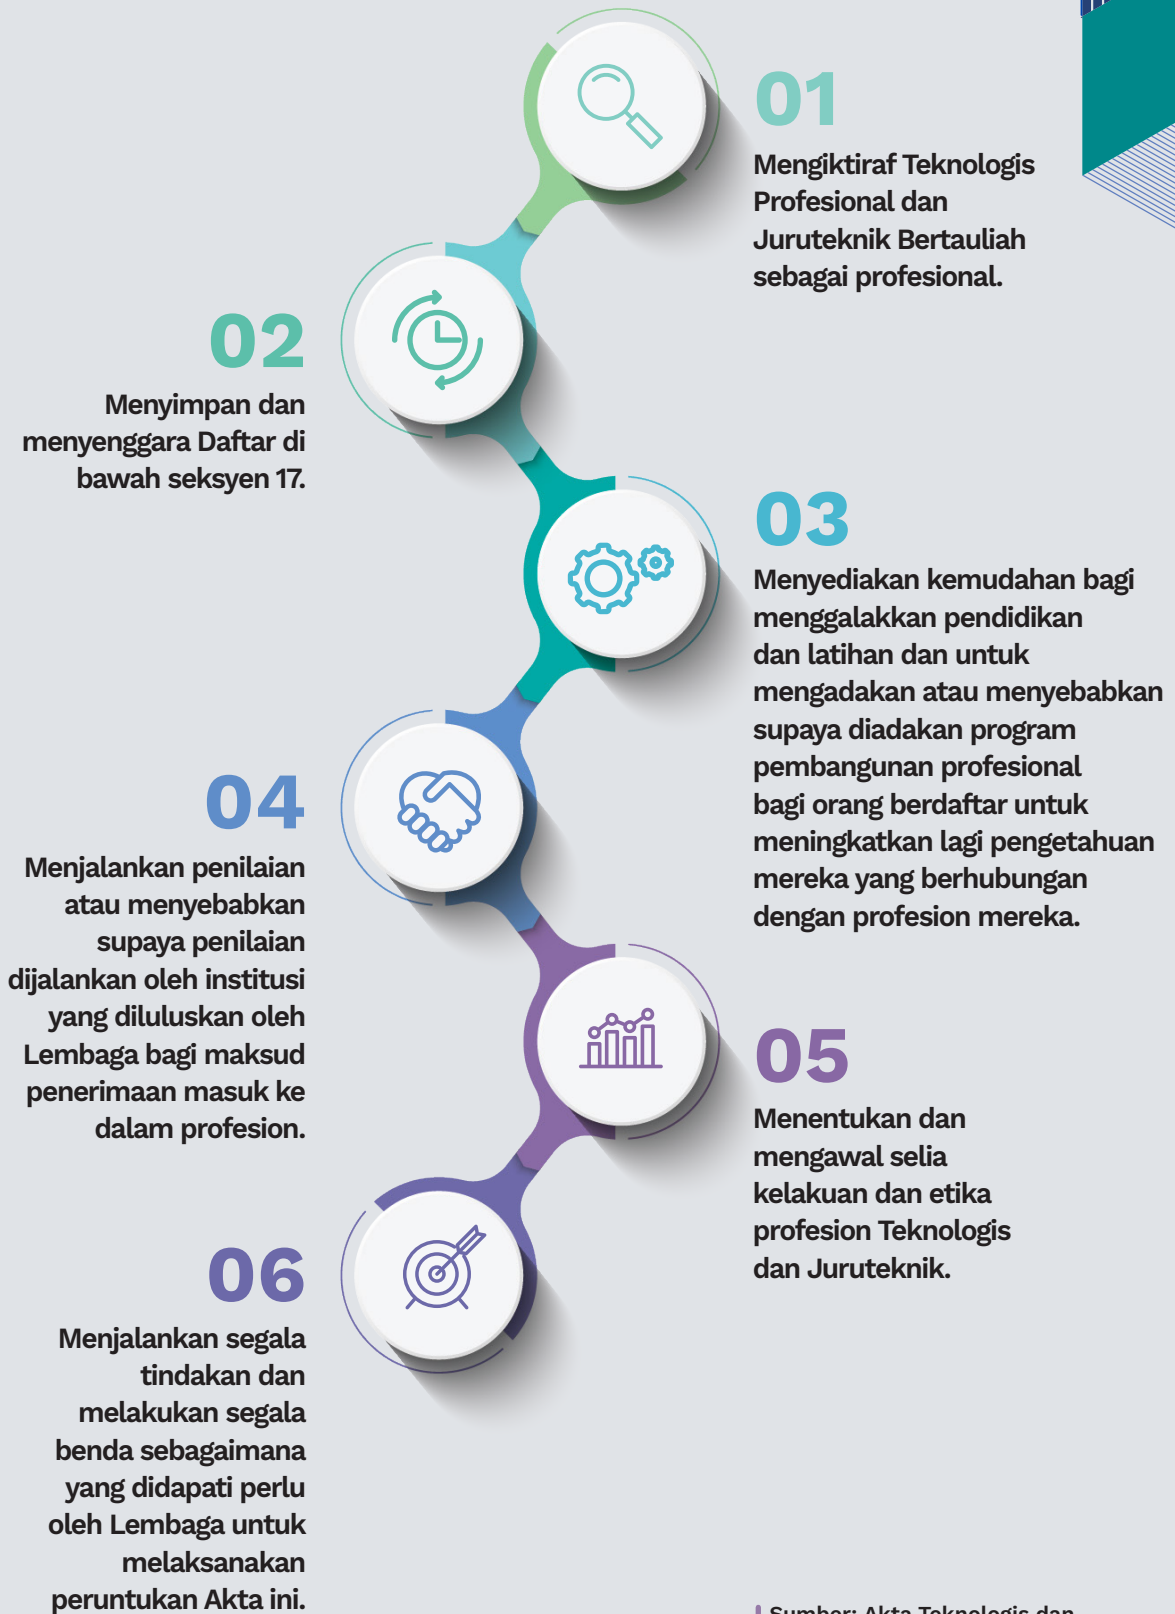 01
Mengiktiraf Teknologis
Profesional dan
Juruteknik Bertauliah
sebagai profesional.
02
Menyimpan dan
menyenggara Daftar di
bawah seksyen 17.
03
Menyediakan kemudahan bagi
menggalakkan pendidikan
dan latihan dan untuk
mengadakan atau menyebabkan
supaya diadakan program
pembangunan profesional
bagi orang berdaftar untuk
meningkatkan lagi pengetahuan
mereka yang berhubungan
dengan profesion mereka.
04
Menjalankan penilaian
atau menyebabkan
supaya penilaian
dijalankan oleh institusi
yang diluluskan oleh
Lembaga bagi maksud
penerimaan masuk ke
dalam profesion.
05
Menentukan dan
mengawal selia
kelakuan dan etika
profesion Teknologis
dan Juruteknik.
06
Menjalankan segala
tindakan dan
melakukan segala
benda sebagaimana
yang didapati perlu
oleh Lembaga untuk
melaksanakan
peruntukan Akta ini.
Sumber: Akta Teknologis dan